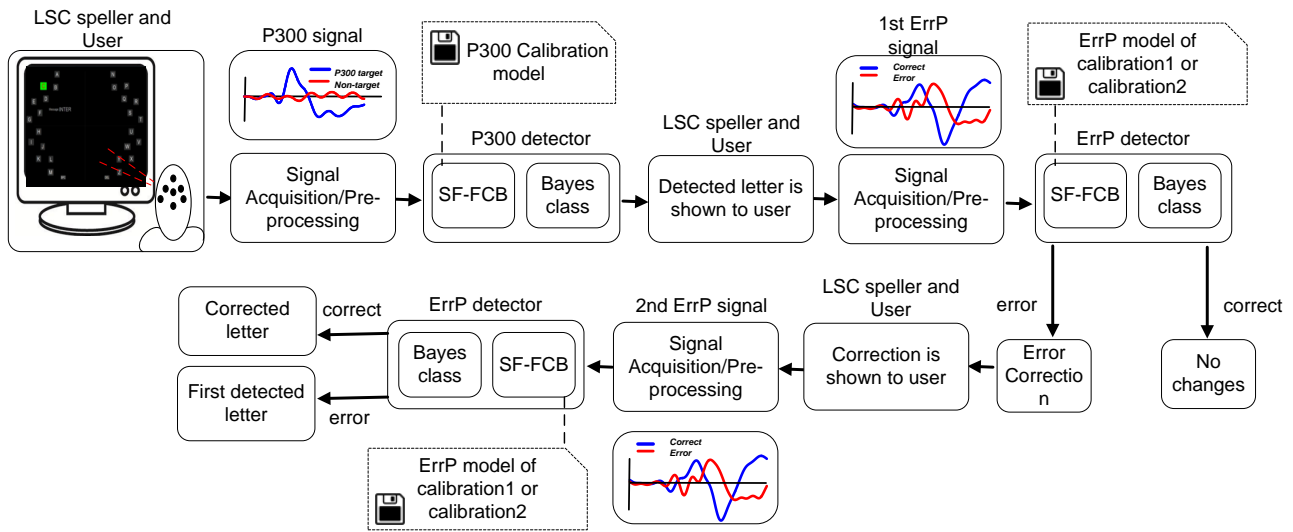 LSC speller and
User
P300 signal
P300 target
Non-target
P300 Calibration
model
1st ErrP
signal
Correct
Error
ErrP model of
calibration1 or
calibration2
P300 detector
LSC speller and
User
ErrP detector
Signal
Acquisition/Pre-
processing
SF-FCB
Bayes
class
Detected letter is
shown to user
Signal
Acquisition/Pre-
processing
SF-FCB
Bayes
class
error
correct
Corrected
letter
correct
ErrP detector
2nd ErrP signal
LSC speller and
User
Bayes
class
SF-FCB
Signal
Acquisition/Pre-
processing
Correction is
shown to user
Error
Correctio
n
No
changes
First detected
letter
error
ErrP model of
calibration1 or
calibration2
Correct
Error